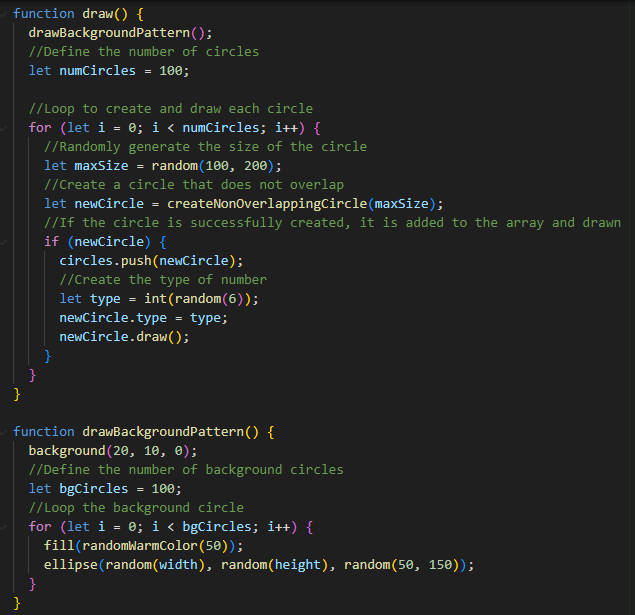 function draw() {
  drawBackgroundPattern();
  //Define the number of circles
  let numCircles = 100;

  //Loop to create and draw each circle
  for (let i = 0; i < numCircles; i++) {
    //Randomly generate the size of the circle
    let maxSize = random(100, 200);
    //Create a circle that does not overlap
    let newCircle = createNonOverlappingCircle(maxSize);
    //If the circle is successfully created, it is added to the array and drawn
    if (newCircle) {
      circles.push(newCircle);
      //Create the type of number
      let type = int(random(6));
      newCircle.type = type;
      newCircle.draw();
    }
  }
}

function drawBackgroundPattern() {
  background(20, 10, 0);
  //Define the number of background circles
  let bgCircles = 100;
  //Loop the background circle
  for (let i = 0; i < bgCircles; i++) {
    fill(randomWarmColor(50));
    ellipse(random(width), random(height), random(50, 150));
  }
}